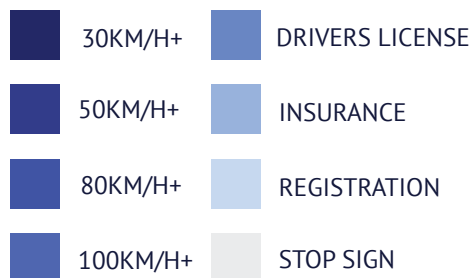 30KM/H+ DRIVERS LICENSE
50KM/H+ INSURANCE
80KM/H+ REGISTRATION
100KM/H+ STOP SIGN